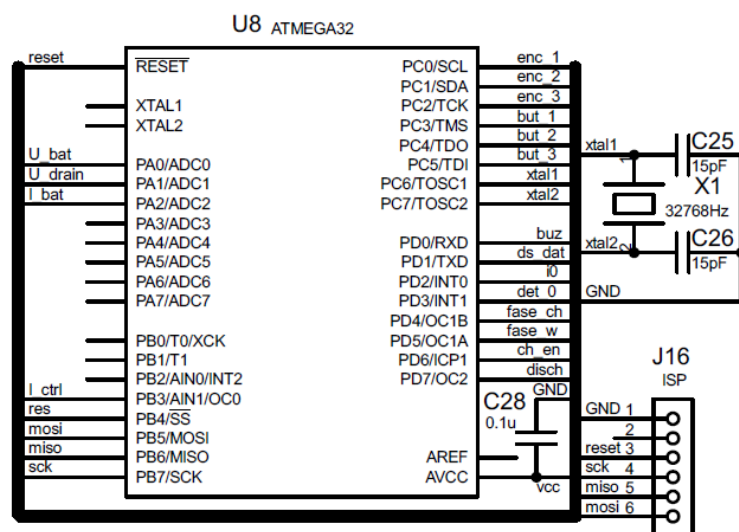 U8 ATMEGA32
reset
RESET
XTAL1
XTAL2
U_bat
PA0/ADC0
U_drain
PA1/ADC1
I_bat
PA2/ADC2
PA3/ADC3
PA4/ADC4
PA5/ADC5
PA6/ADC6
PA7/ADC7
PB0/T0/XCK
PB1/T1
PB2/AIN0/INT2
I_ctrl
PB3/AIN1/OC0
res
PB4/SS
mosi
PB5/MOSI
miso
PB6/MISO
sck
PB7/SCK
PC0/SCL
enc_1
PC1/SDA
enc_2
PC2/TCK
enc_3
PC3/TMS
but_1
PC4/TDO
but_2
PC5/TDI
but_3
PC6/TOSC1
xtal1
PC7/TOSC2
xtal2
PD0/RXD
buz
PD1/TXD
ds_dat
PD2/INT0
i0
PD3/INT1
det_0
PD4/OC1B
fase_ch
PD5/OC1A
fase_w
PD6/ICP1
ch_en
PD7/OC2
disch
GND
C28
0.1u
AREF
AVCC
vcc
xtal1
1
C25
15pF
X1
32768Hz
xtal2
2
C26
15pF
GND
J16
ISP
GND 1
2
reset 3
sck 4
miso 5
mosi 6